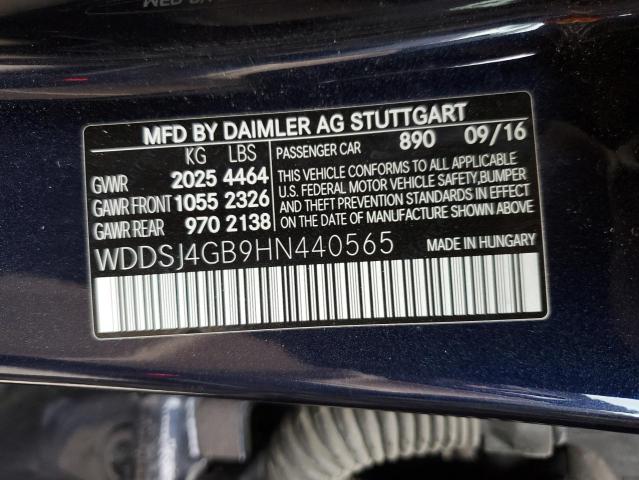 MFD BY DAIMLER AG STUTTGART
KG LBS PASSENGER CAR 890 09/16
GVWR 2025 4464
GAWR FRONT 1055 2326
GAWR REAR 970 2138
THIS VEHICLE CONFORMS TO ALL APPLICABLE
U.S. FEDERAL MOTOR VEHICLE SAFETY,BUMPER
AND THEFT PREVENTION STANDARDS IN EFFECT
ON THE DATE OF MANUFACTURE SHOWN ABOVE.
WDDSJ4GB9HN440565 MADE IN HUNGARY